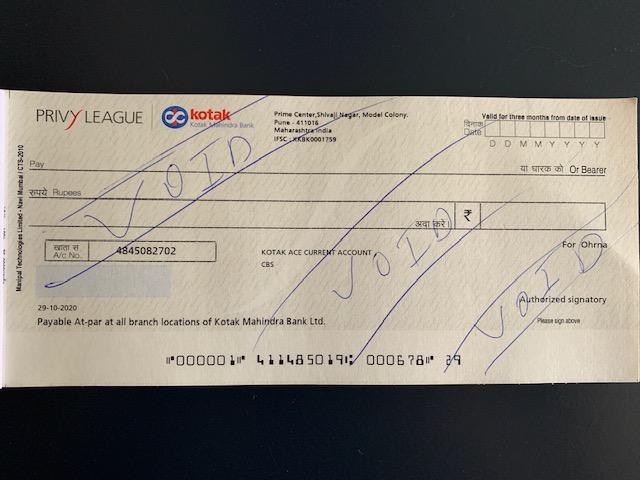 PRIVY LEAGUE
kotak
Kotak Mahindra Bank
Prime Center,Shivaji Nagar, Model Colony,
Pune - 411016
Maharashtra,India
IFSC : KKBK0001759
Valid for three months from date of issue
दिनांक
Date
D D M M Y Y Y Y
Pay
या धारक को Or Bearer
रुपये Rupees
अदा करें ₹
खाता सं.
A/c No.
4845082702
KOTAK ACE CURRENT ACCOUNT
CBS
For Ohrna
VOID
VOID
VOID
29-10-2020
Authorized signatory
Please sign above
Payable At-par at all branch locations of Kotak Mahindra Bank Ltd.
⑈000001⑈ 411485019⑆ 000678⑈ 29
Manipal Technologies Limited - Navi Mumbai / CTS-2010